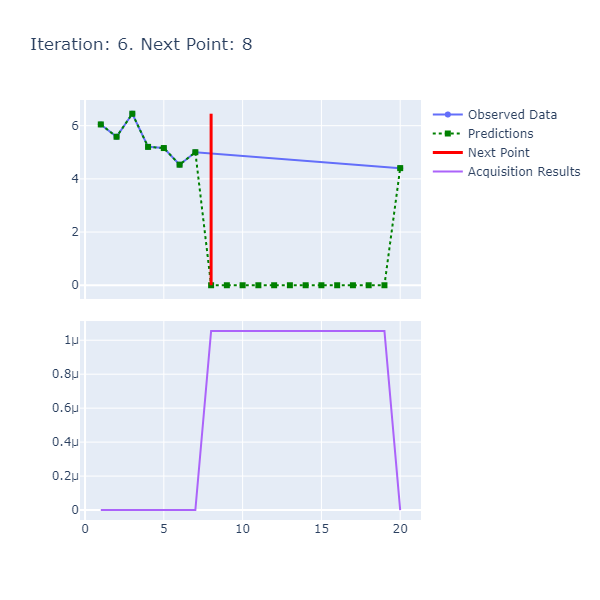 Iteration: 6. Next Point: 8
Observed Data
Predictions
Next Point
Acquisition Results
6
4
2
0
1μ
0.8μ
0.6μ
0.4μ
0.2μ
0
0 5 10 15 20